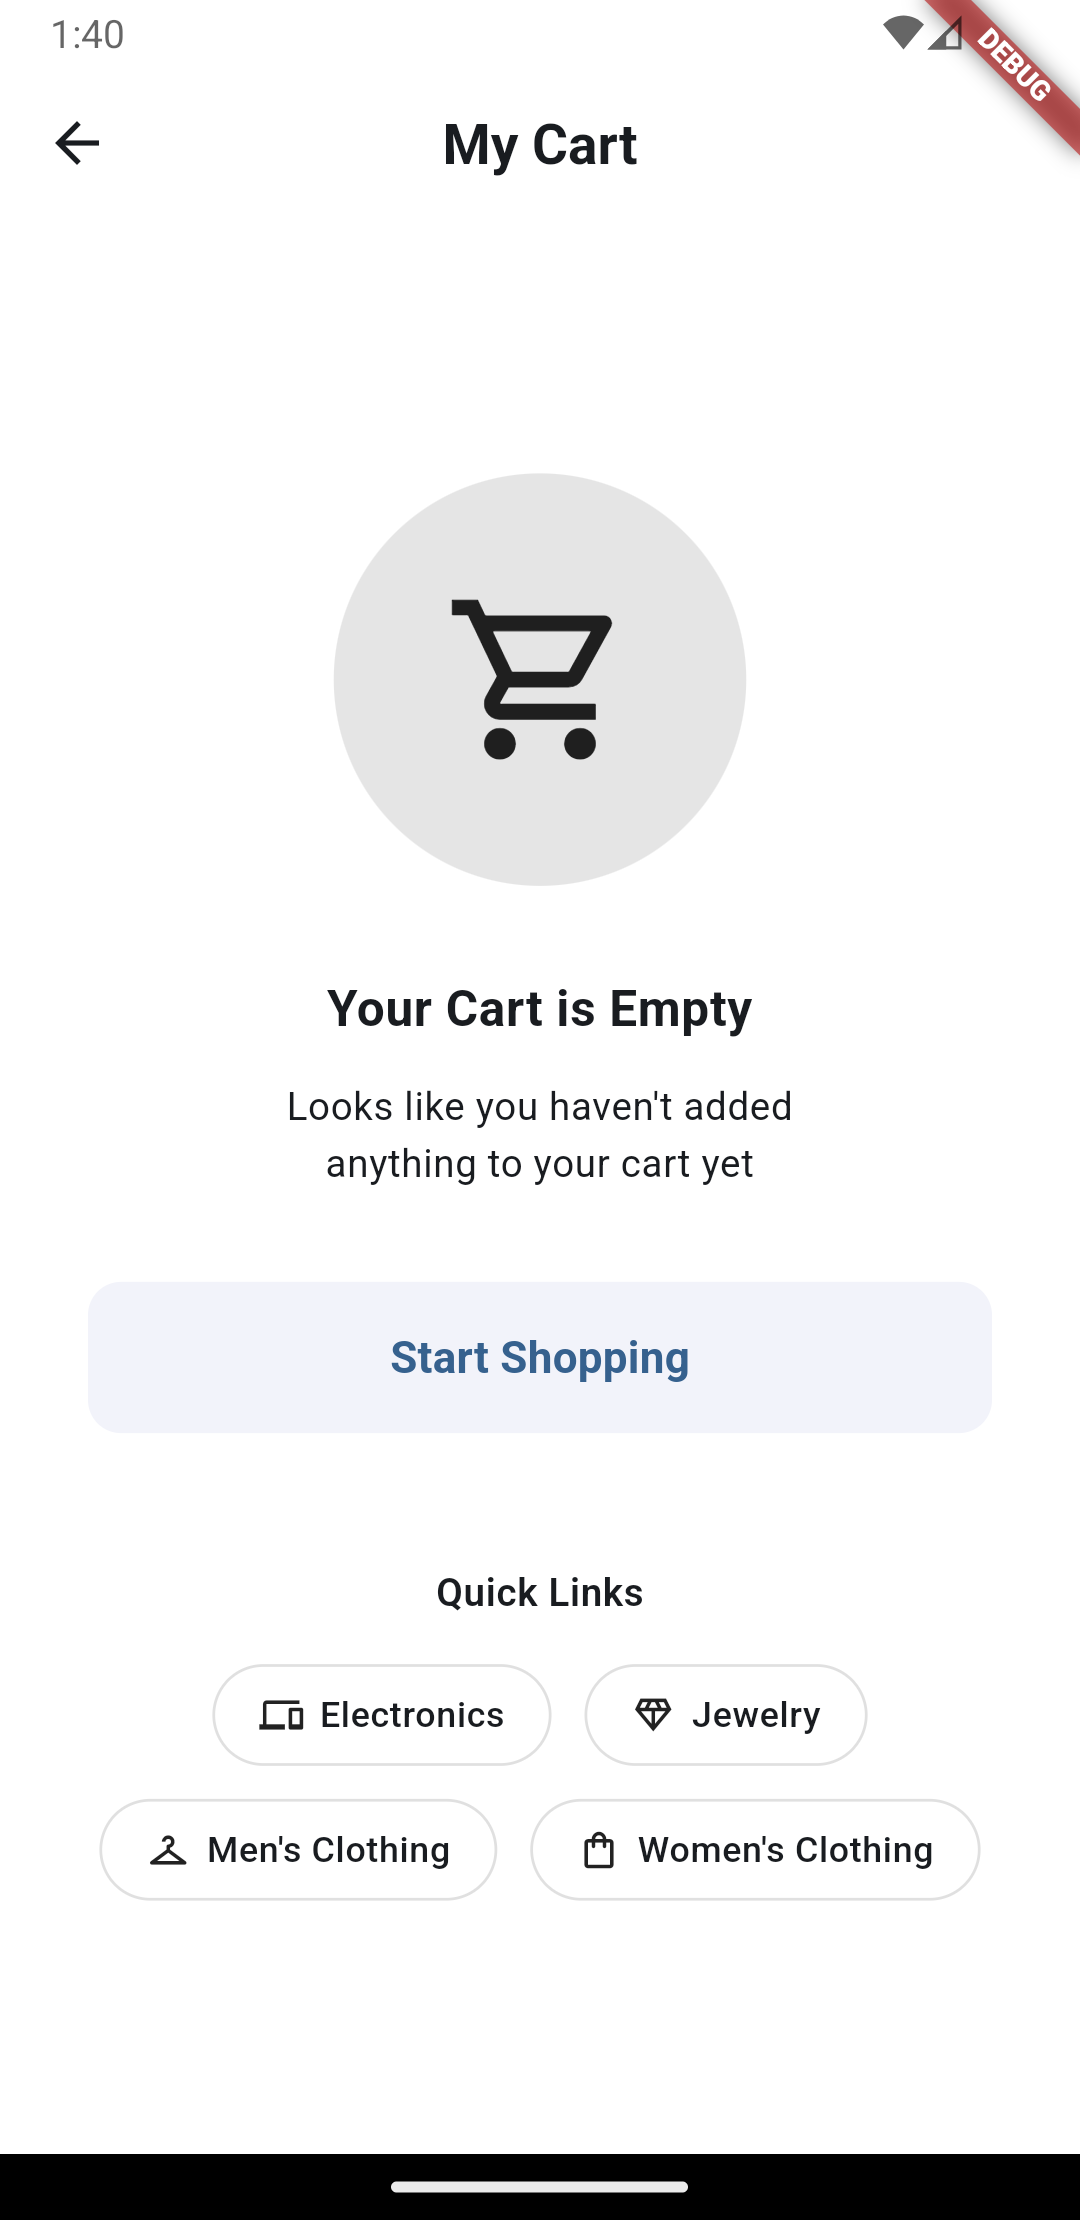 1:40
DEBUG
My Cart
Your Cart is Empty
Looks like you haven't added
anything to your cart yet
Start Shopping
Quick Links
Electronics
Jewelry
Men's Clothing
Women's Clothing